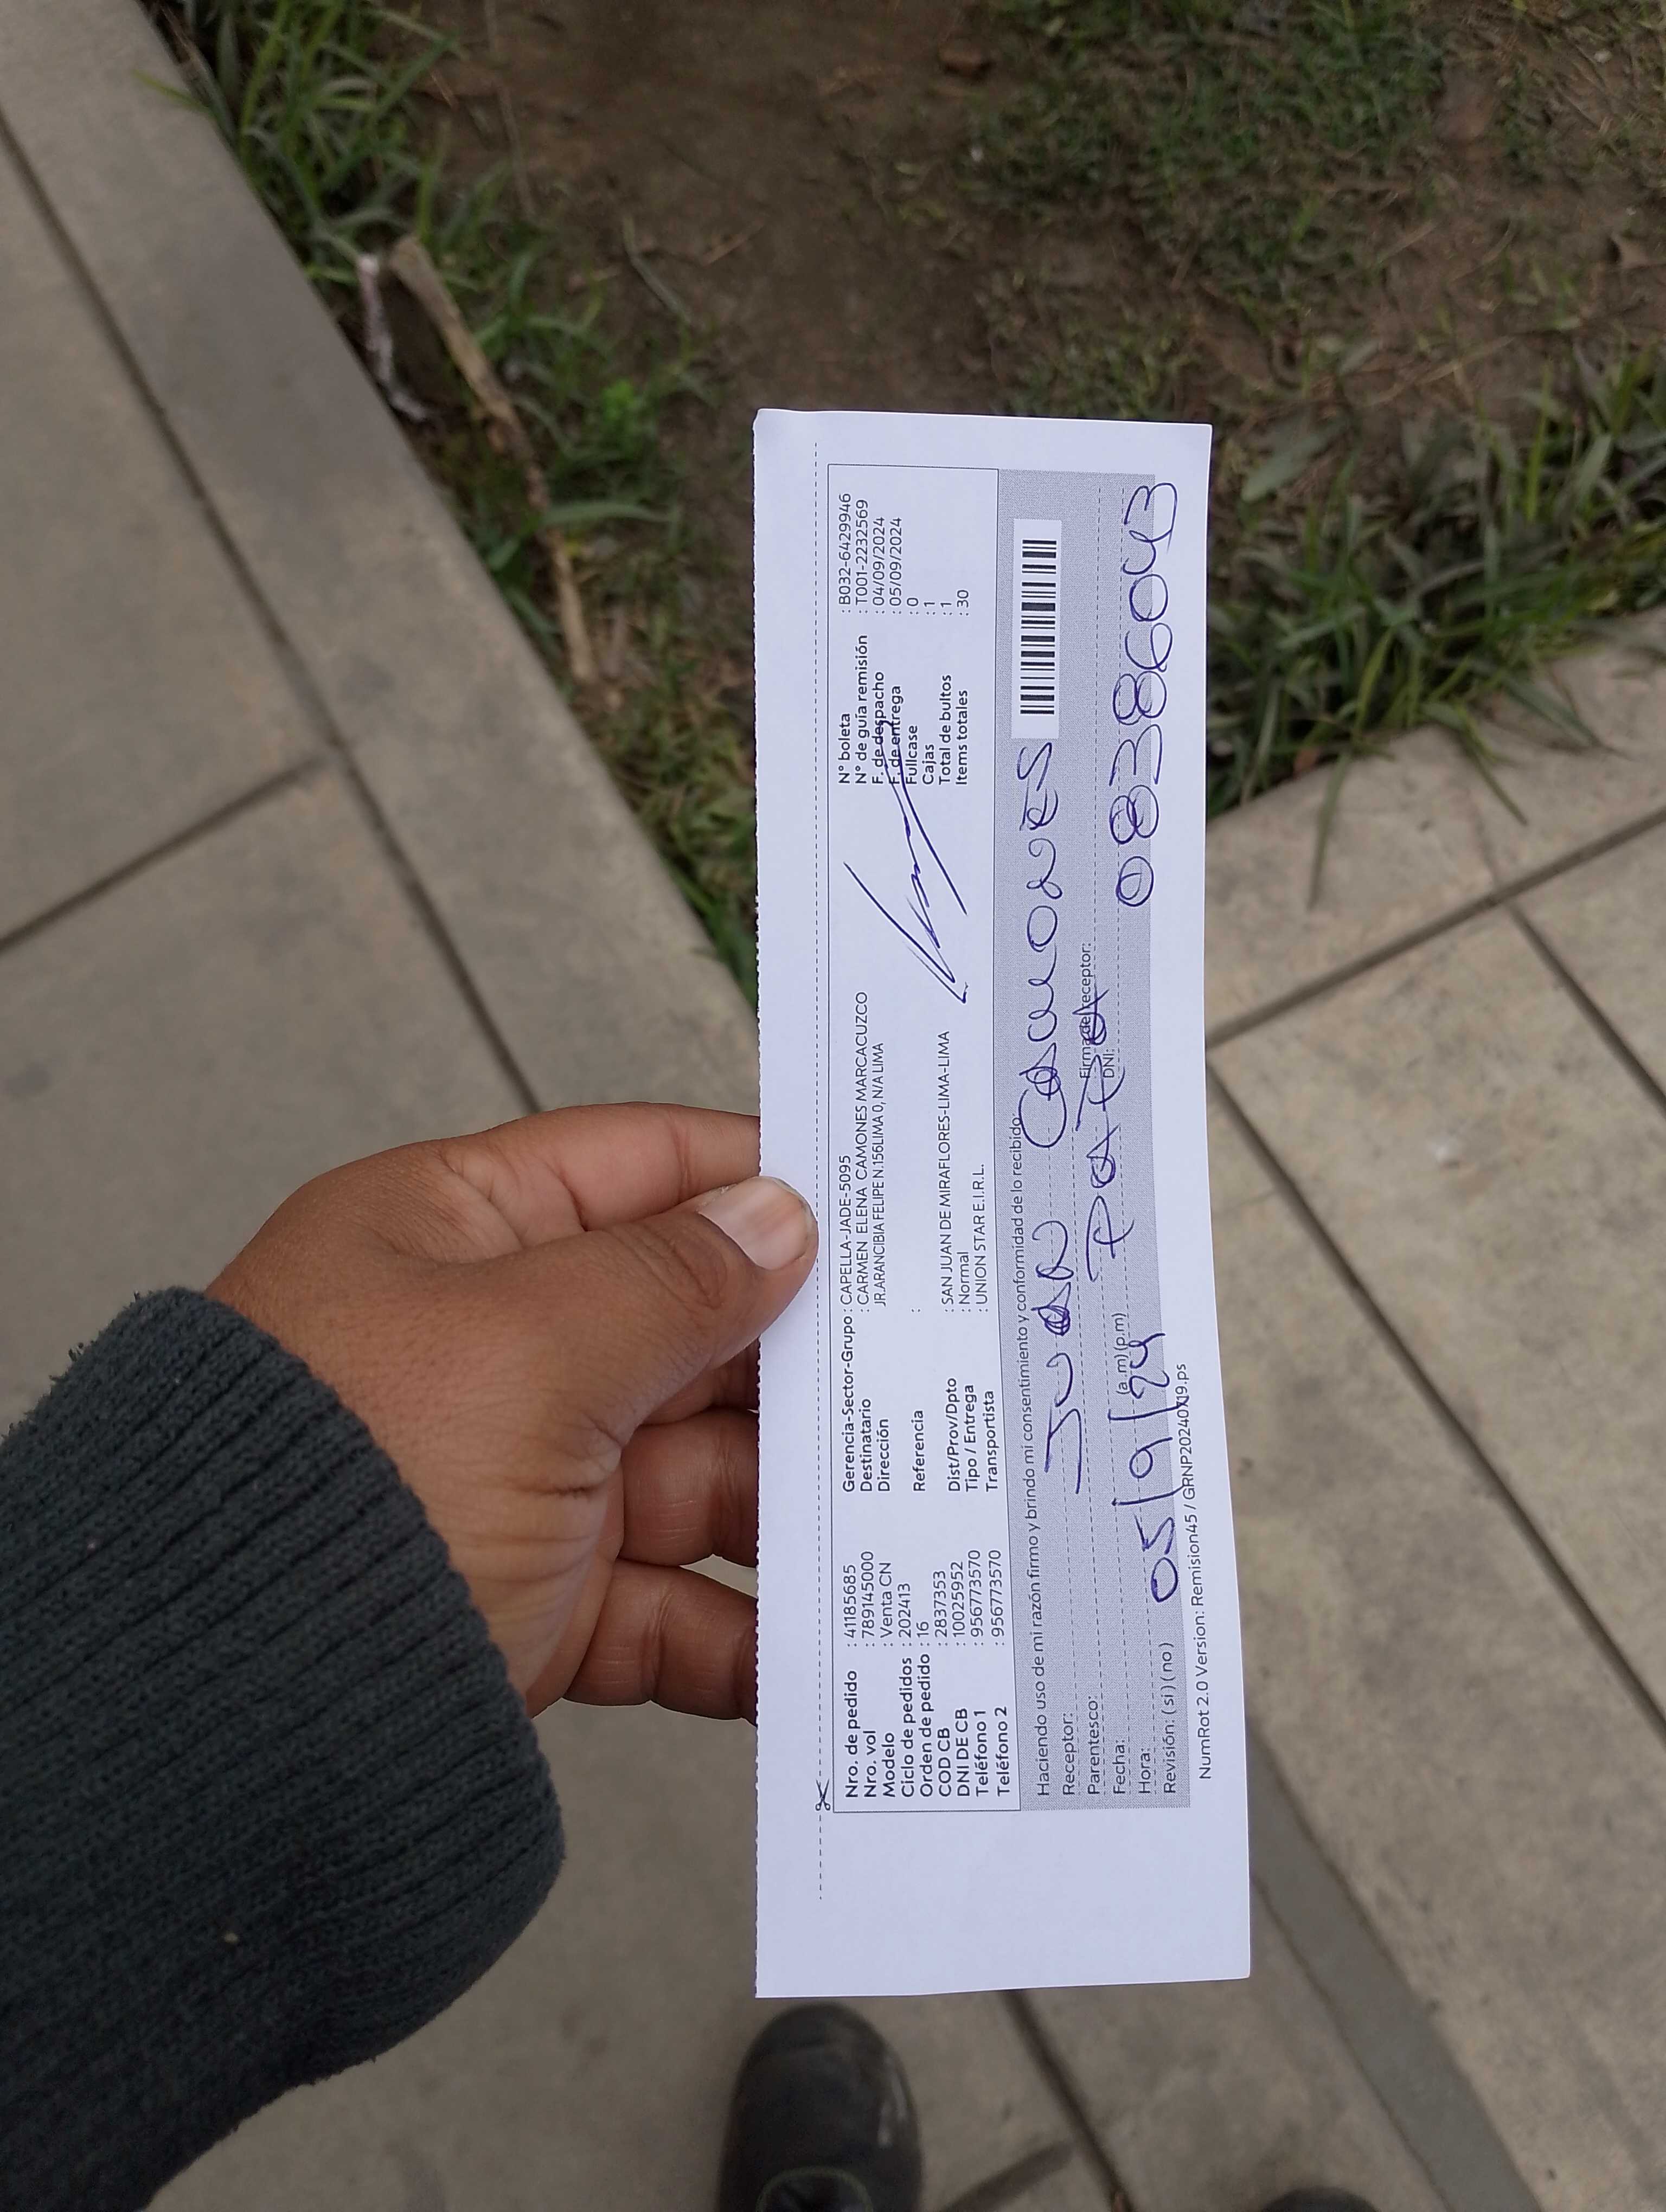 Nro. de pedido : 41185685 Gerencia-Sector-Grupo : CAPELLA-JADE-5095 N° boleta : B032-6429946
Nro. vol : 789145000 Destinatario : CARMEN ELENA CAMONES MARCACUZCO N° de guía remisión : T001-2232569
Modelo : Venta CN Dirección JR.ARANCIBIA FELIPE N.156LIMA 0, N/A LIMA F. de despacho : 04/09/2024
Ciclo de pedidos : 202413 F. de entrega : 05/09/2024
Orden de pedido : 16 Referencia : Fullcase : 0
COD CB : 2837353 Cajas : 1
DNI DE CB : 10025952 Dist/Prov/Dpto : SAN JUAN DE MIRAFLORES-LIMA-LIMA Total de bultos : 1
Teléfono 1 : 956773570 Tipo / Entrega : Normal Items totales : 30
Teléfono 2 : 956773570 Transportista : UNION STAR E.I.R.L.
Haciendo uso de mi razón firmo y brindo mi consentimiento y conformidad de lo recibido:
Receptor: JUAN CAMONES
Parentesco: PAPA Firma del receptor:
Fecha: DNI: 08386043
Hora: (a.m)(p.m) 05/9/24
Revisión: (si) (no)
NumRot 2.0 Version: Remision45 / GRNP20240719.ps